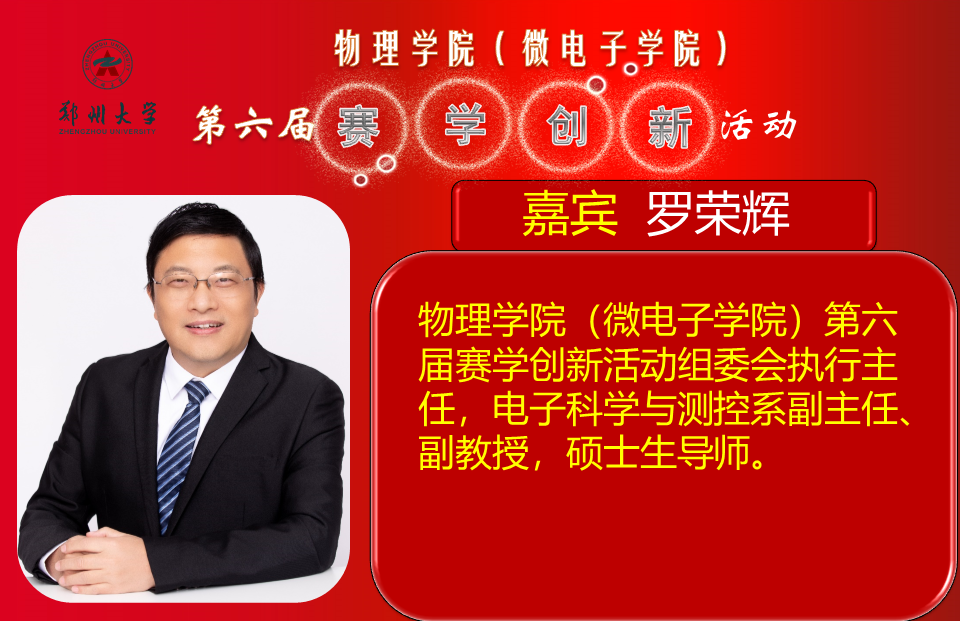 物理学院（微电子学院）
郑州大学
ZHENGZHOU UNIVERSITY
第六届赛学创新活动
嘉宾 罗荣辉
物理学院（微电子学院）第六
届赛学创新活动组委会执行主
任，电子科学与测控系副主任、
副教授，硕士生导师。